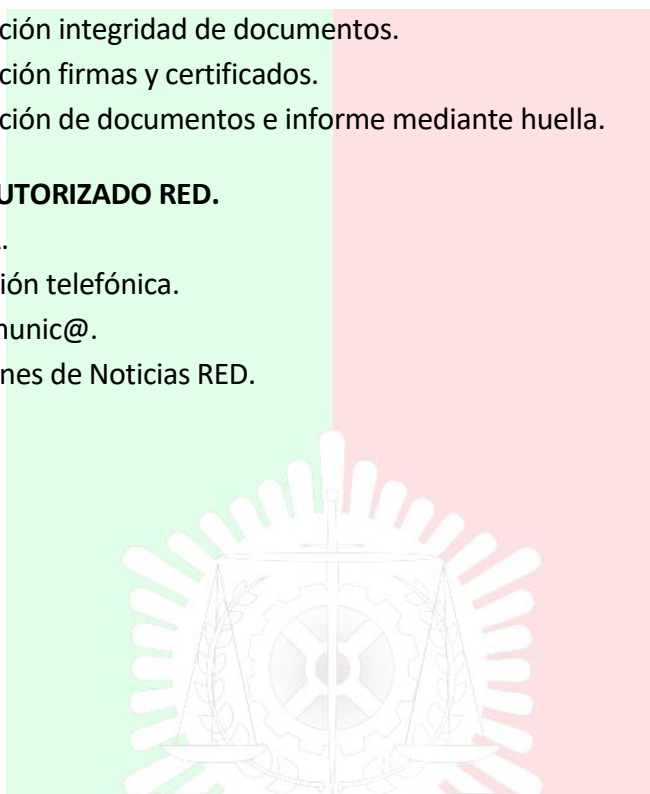 ción integridad de documentos.
ción firmas y certificados.
ción de documentos e informe mediante huella.
UTORIZADO RED.
.
ión telefónica.
unic@.
nes de Noticias RED.